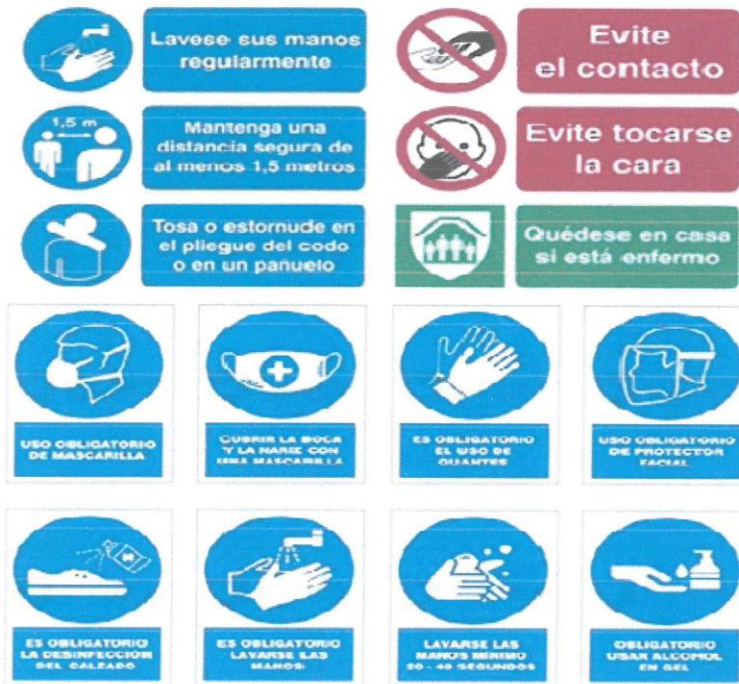 Lavese sus manos
regularmente
Evite
el contacto
1,5 m
Mantenga una
distancia segura de
al menos 1,5 metros
Evite tocarse
la cara
Tosa o estornude en
el pliegue del codo
o en un pañuelo
Quédese en casa
si está enfermo
USO OBLIGATORIO
DE MASCARILLA
CUBRIR LA BOCA
Y LA NARIZ CON
UNA MASCARILLA
ES OBLIGATORIO
EL USO DE
GUANTES
USO OBLIGATORIO
DE PROTECTOR
FACIAL
ES OBLIGATORIO
LA DESINFECCIÓN
DEL CALZADO
ES OBLIGATORIO
LAVARSE LAS
MANOS
LAVARSE LAS
MANOS MÍNIMO
20 - 40 SEGUNDOS
OBLIGATORIO
USAR ALCOHOL
EN GEL